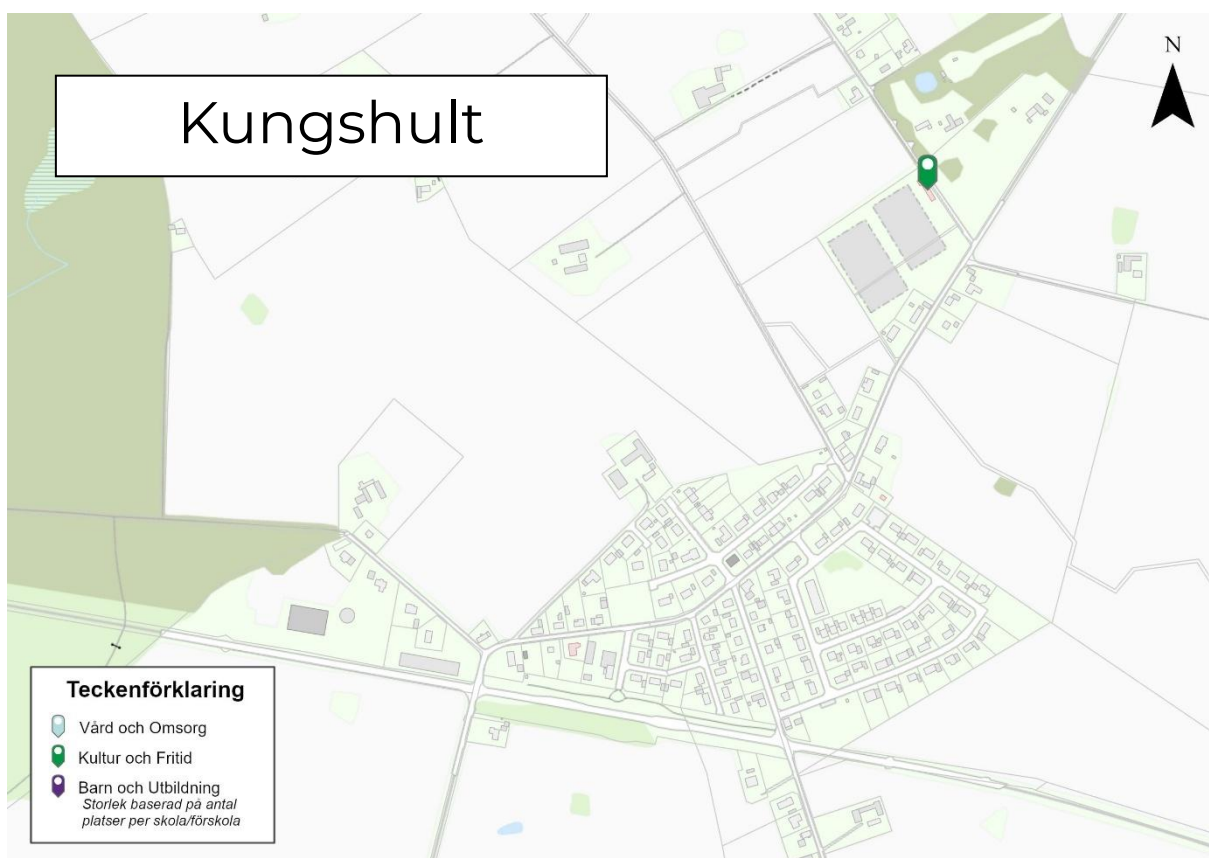 Kungshult
N
Teckenförklaring
Vård och Omsorg
Kultur och Fritid
Barn och Utbildning
Storlek baserad på antal
platser per skola/förskola